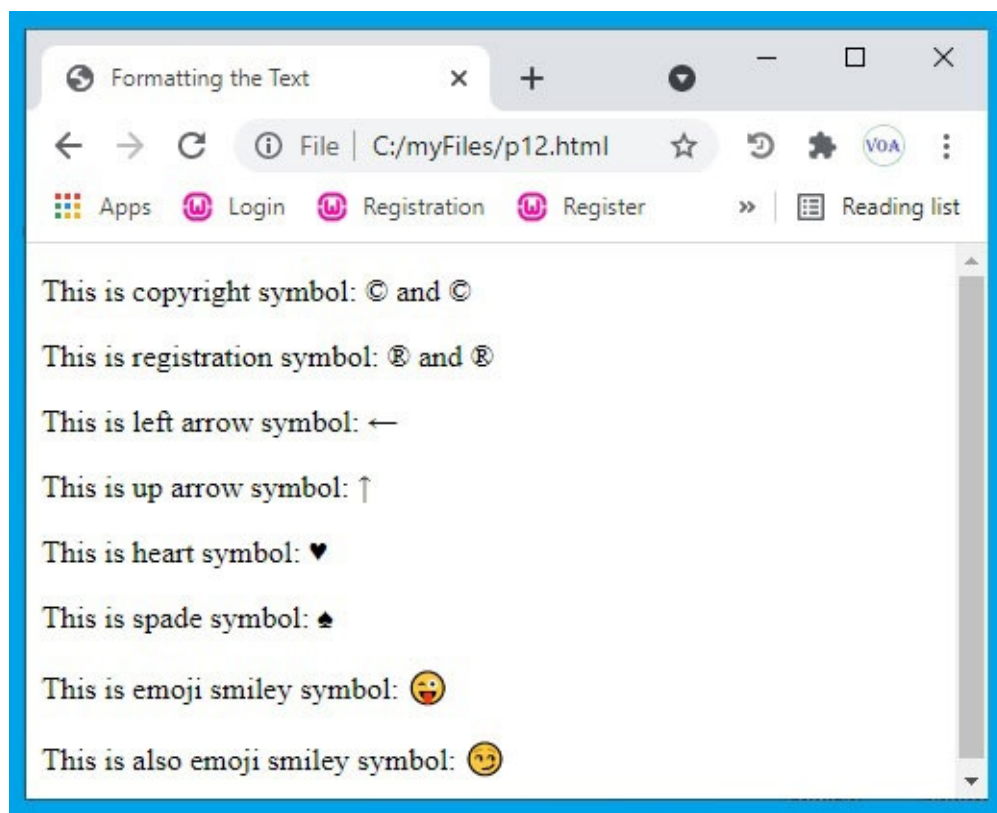 Formatting the Text
File | C:/myFiles/p12.html
VOA
Apps Login Registration Register » Reading list
This is copyright symbol: © and ©
This is registration symbol: ® and ®
This is left arrow symbol: ←
This is up arrow symbol: ↑
This is heart symbol: ♥
This is spade symbol: ♠
This is emoji smiley symbol: 😜
This is also emoji smiley symbol: 😏